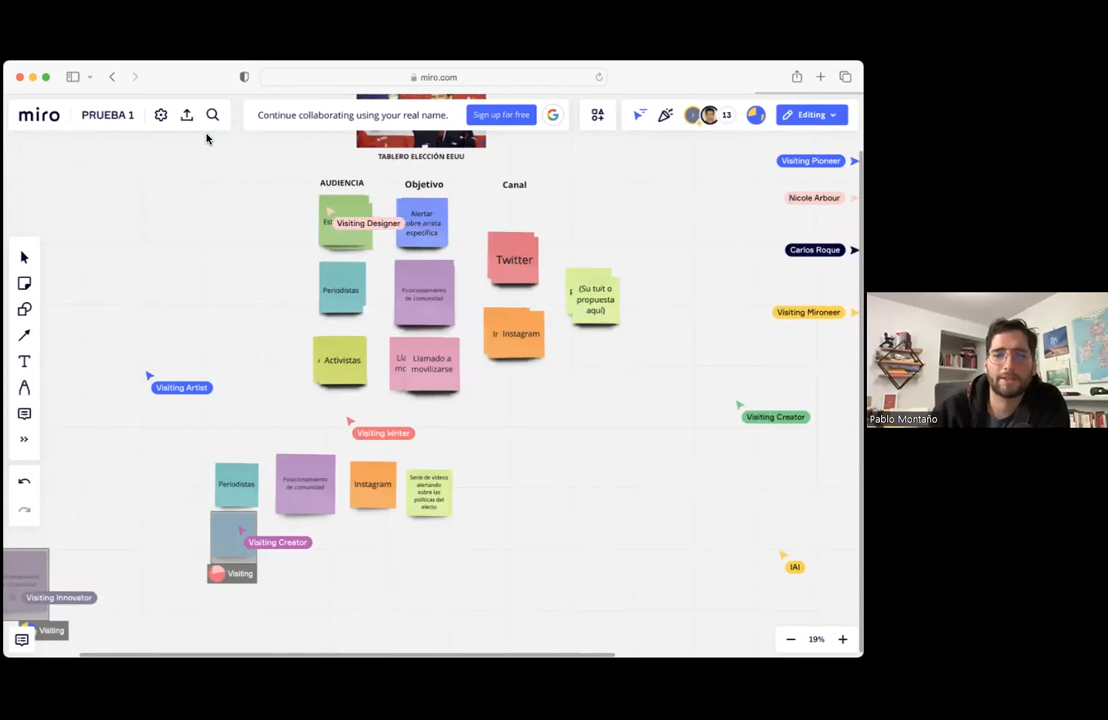 miro.com
miro
PRUEBA 1
Continue collaborating using your real name.
Sign up for free
13
Editing
TABLERO ELECCIÓN EEUU
AUDIENCIA
Objetivo
Canal
Visiting Pioneer
Nicole Arbour
Carlos Roque
Visiting Mironeer
Visiting Designer
Alertar
sobre arista
específica
Twitter
Periodistas
Posicionamiento
de comunidad
(Su tuit o
propuesta
aquí)
Instagram
Activistas
Llamado a
movilizarse
Visiting Artist
Visiting Writer
Visiting Creator
Periodistas
Posicionamiento
de comunidad
Instagram
Serie de videos
alertando
sobre las
políticas del
electo
Visiting Creator
Visiting
IAI
Visiting Innovator
Visiting
19%
Pablo Montaño